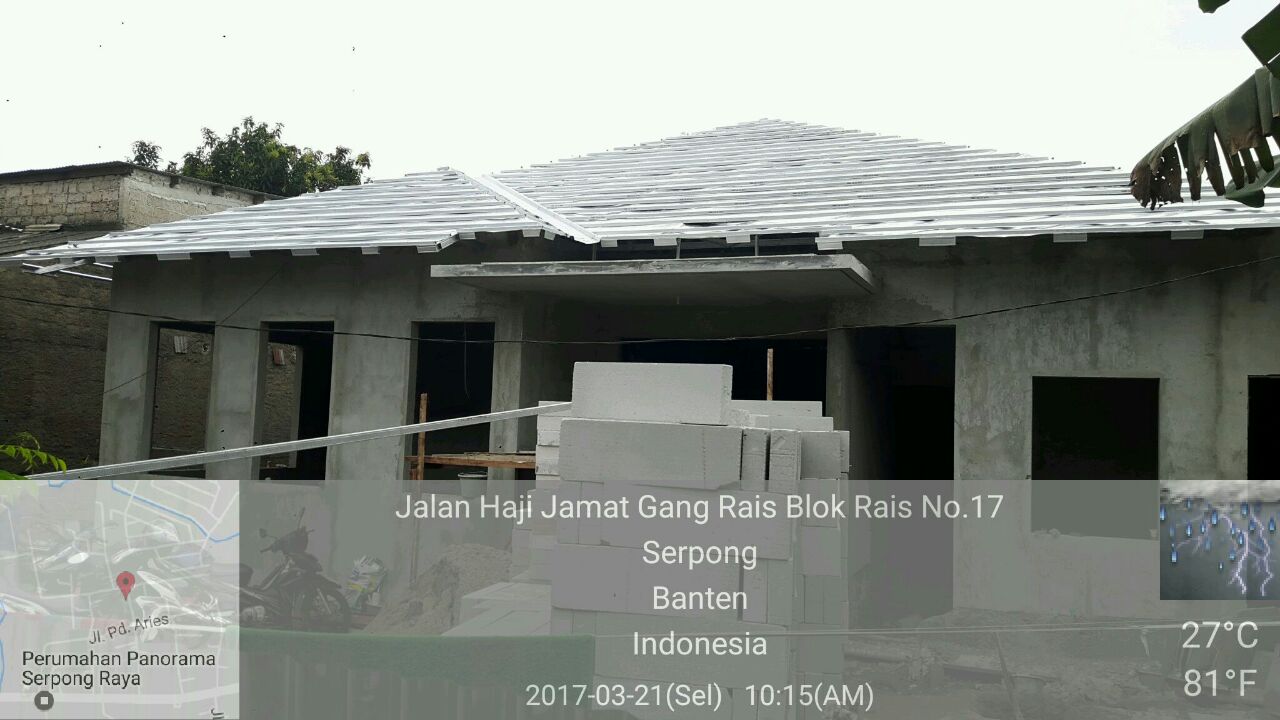 Jalan Haji Jamat Gang Rais Blok Rais No.17
Serpong
Banten
Indonesia
2017-03-21(Sel) 10:15(AM)
27°C
81°F
Jl. Pd. Aries
Perumahan Panorama
Serpong Raya